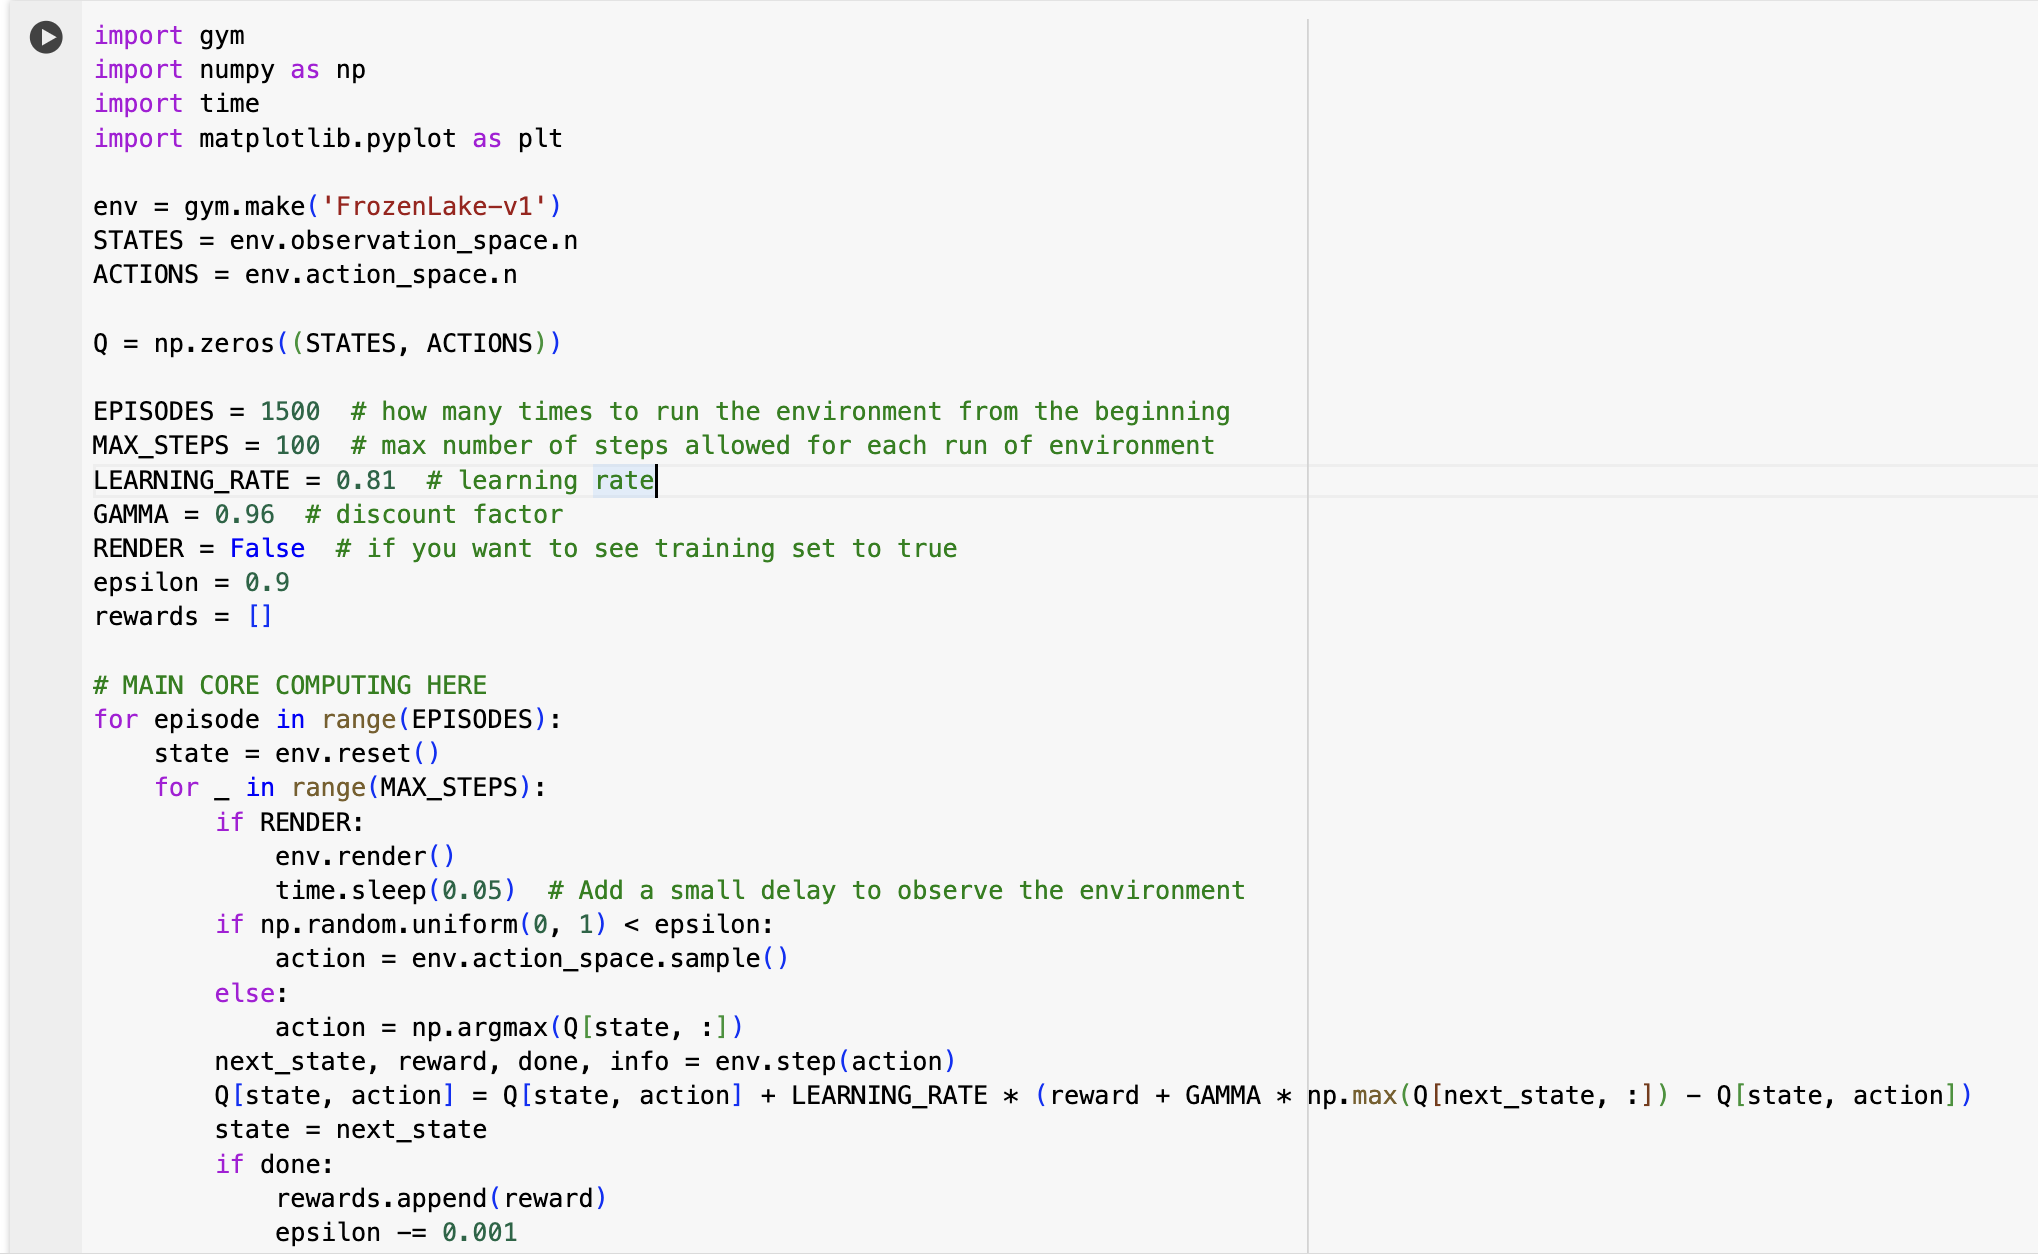 import gym
import numpy as np
import time
import matplotlib.pyplot as plt

env = gym.make('FrozenLake-v1')
STATES = env.observation_space.n
ACTIONS = env.action_space.n

Q = np.zeros((STATES, ACTIONS))

EPISODES = 1500  # how many times to run the environment from the beginning
MAX_STEPS = 100  # max number of steps allowed for each run of environment
LEARNING_RATE = 0.81  # learning rate
GAMMA = 0.96  # discount factor
RENDER = False  # if you want to see training set to true
epsilon = 0.9
rewards = []

# MAIN CORE COMPUTING HERE
for episode in range(EPISODES):
    state = env.reset()
    for _ in range(MAX_STEPS):
        if RENDER:
            env.render()
            time.sleep(0.05)  # Add a small delay to observe the environment
        if np.random.uniform(0, 1) < epsilon:
            action = env.action_space.sample()
        else:
            action = np.argmax(Q[state, :])
        next_state, reward, done, info = env.step(action)
        Q[state, action] = Q[state, action] + LEARNING_RATE * (reward + GAMMA * np.max(Q[next_state, :]) - Q[state, action])
        state = next_state
        if done:
            rewards.append(reward)
            epsilon -= 0.001